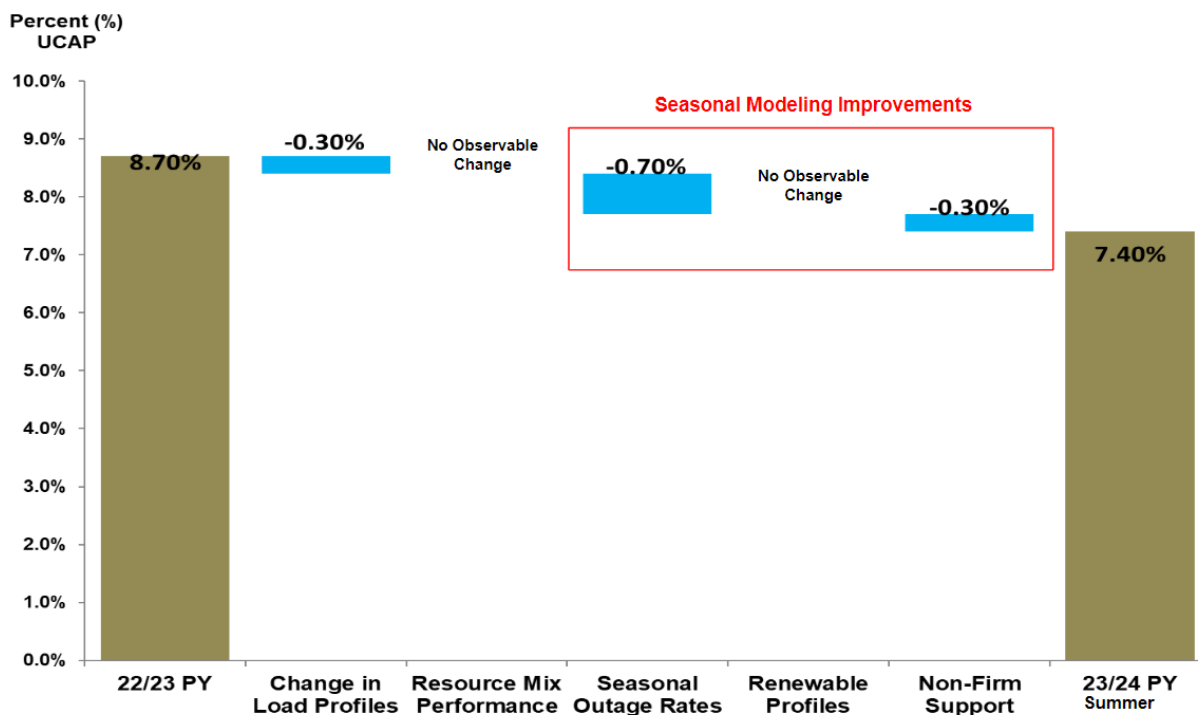 Percent (%)
UCAP
10.0%
9.0%
8.0%
7.0%
6.0%
5.0%
4.0%
3.0%
2.0%
1.0%
0.0%
Seasonal Modeling Improvements
8.70%
-0.30%
No Observable
Change
-0.70%
No Observable
Change
-0.30%
7.40%
22/23 PY
Change in
Load Profiles
Resource Mix
Performance
Seasonal
Outage Rates
Renewable
Profiles
Non-Firm
Support
23/24 PY
Summer